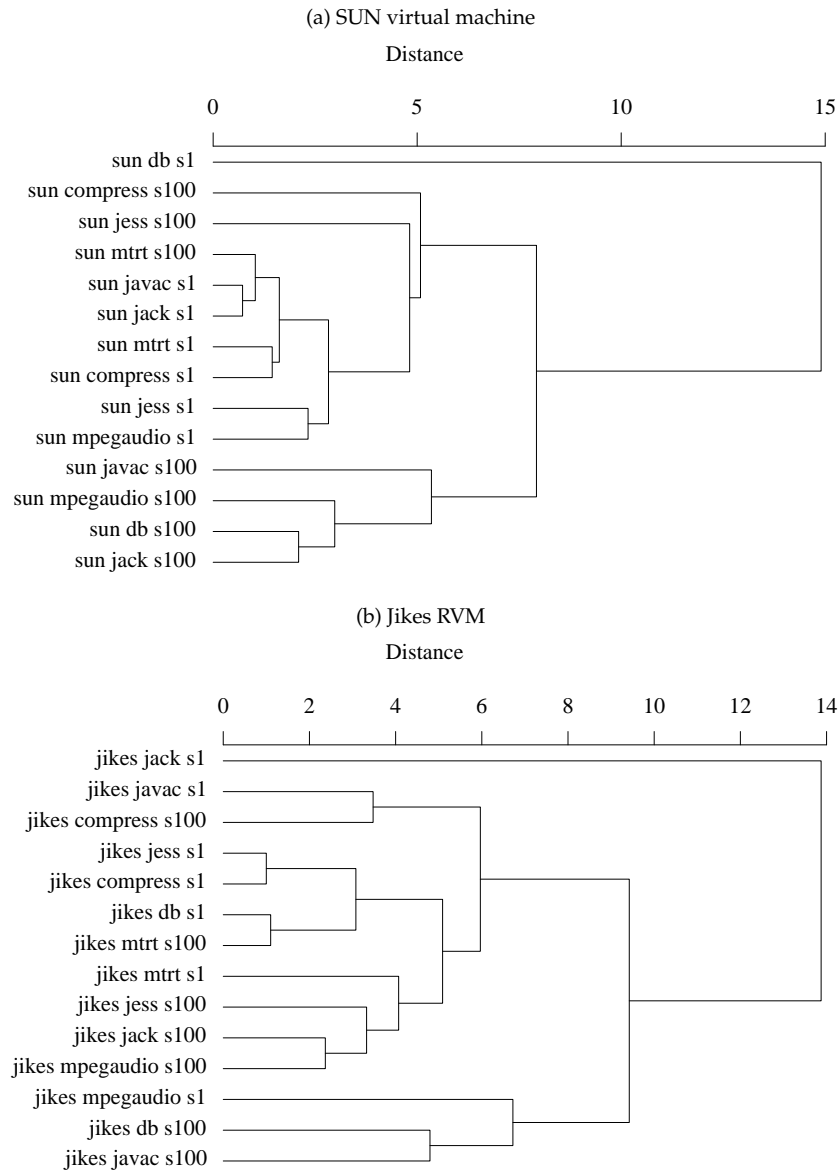 (a) SUN virtual machine
Distance
0 5 10 15
sun db s1
sun compress s100
sun jess s100
sun mtrt s100
sun javac s1
sun jack s1
sun mtrt s1
sun compress s1
sun jess s1
sun mpegaudio s1
sun javac s100
sun mpegaudio s100
sun db s100
sun jack s100
(b) Jikes RVM
Distance
0 2 4 6 8 10 12 14
jikes jack s1
jikes javac s1
jikes compress s100
jikes jess s1
jikes compress s1
jikes db s1
jikes mtrt s100
jikes mtrt s1
jikes jess s100
jikes jack s100
jikes mpegaudio s100
jikes mpegaudio s1
jikes db s100
jikes javac s100